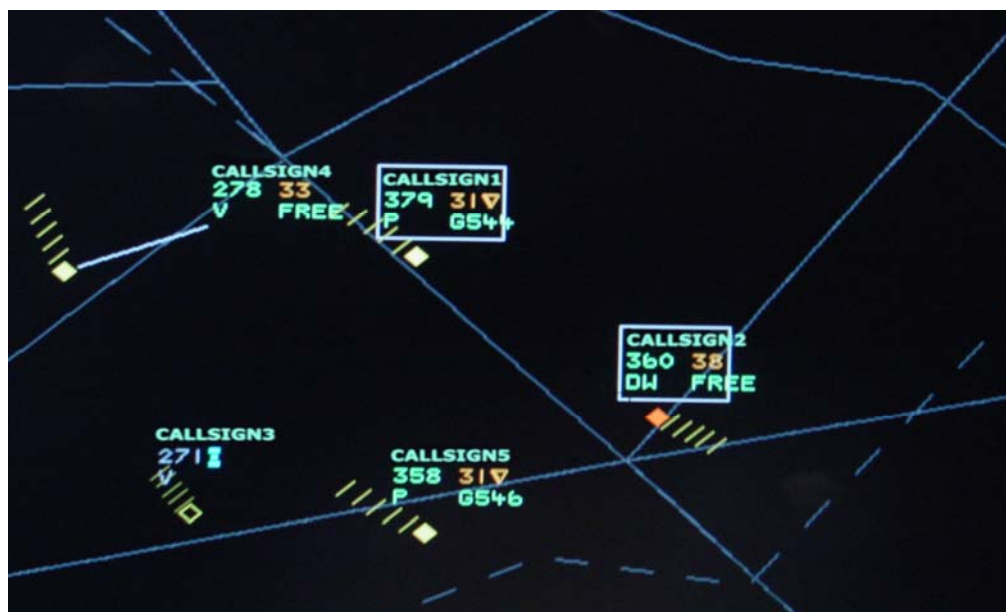 CALLSIGN4
278 33
V FREE
CALLSIGN1
379 31▽
P G544
CALLSIGN2
360 38
DW FREE
CALLSIGN3
271
V
CALLSIGN5
358 31▽
P G546